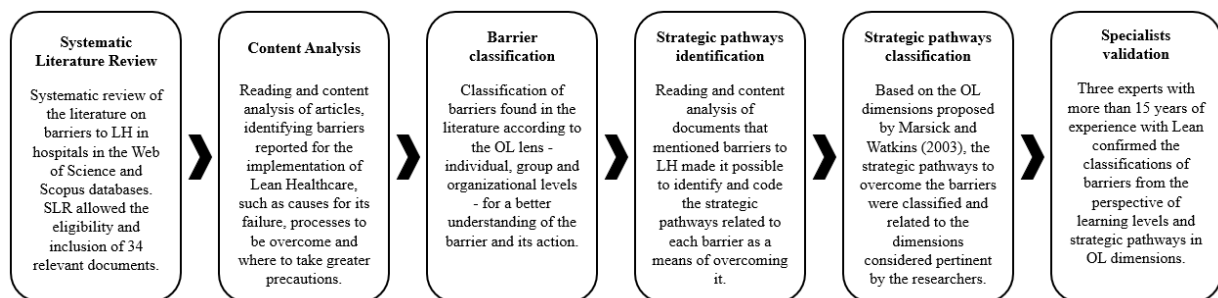 Systematic
Literature Review
Systematic review of
the literature on
barriers to LH in
hospitals in the Web
of Science and
Scopus databases.
SLR allowed the
eligibility and
inclusion of 34
relevant documents.
Content Analysis
Reading and content
analysis of articles,
identifying barriers
reported for the
implementation of
Lean Healthcare,
such as causes for its
failure, processes to
be overcome and
where to take greater
precautions.
Barrier
classification
Classification of
barriers found in the
literature according to
the OL lens -
individual, group and
organizational levels
- for a better
understanding of the
barrier and its action.
Strategic pathways
identification
Reading and content
analysis of
documents that
mentioned barriers to
LH made it possible
to identify and code
the strategic
pathways related to
each barrier as a
means of overcoming
it.
Strategic pathways
classification
Based on the OL
dimensions proposed
by Marsick and
Watkins (2003), the
strategic pathways to
overcome the barriers
were classified and
related to the
dimensions
considered pertinent
by the researchers.
Specialists
validation
Three experts with
more than 15 years of
experience with Lean
confirmed the
classifications of
barriers from the
perspective of
learning levels and
strategic pathways in
OL dimensions.